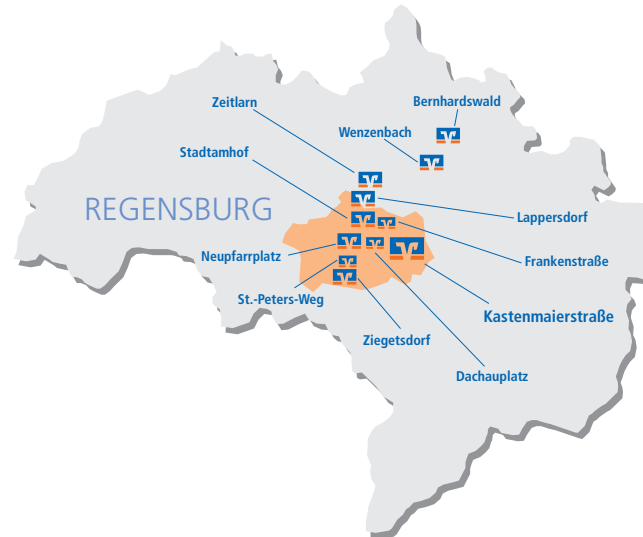 Bernhardswald
Zeitlarn
Wenzenbach
Stadtamhof
REGENSBURG
Lappersdorf
Neupfarrplatz
Frankenstraße
St.-Peters-Weg
Kastenmaierstraße
Ziegetsdorf
Dachauplatz